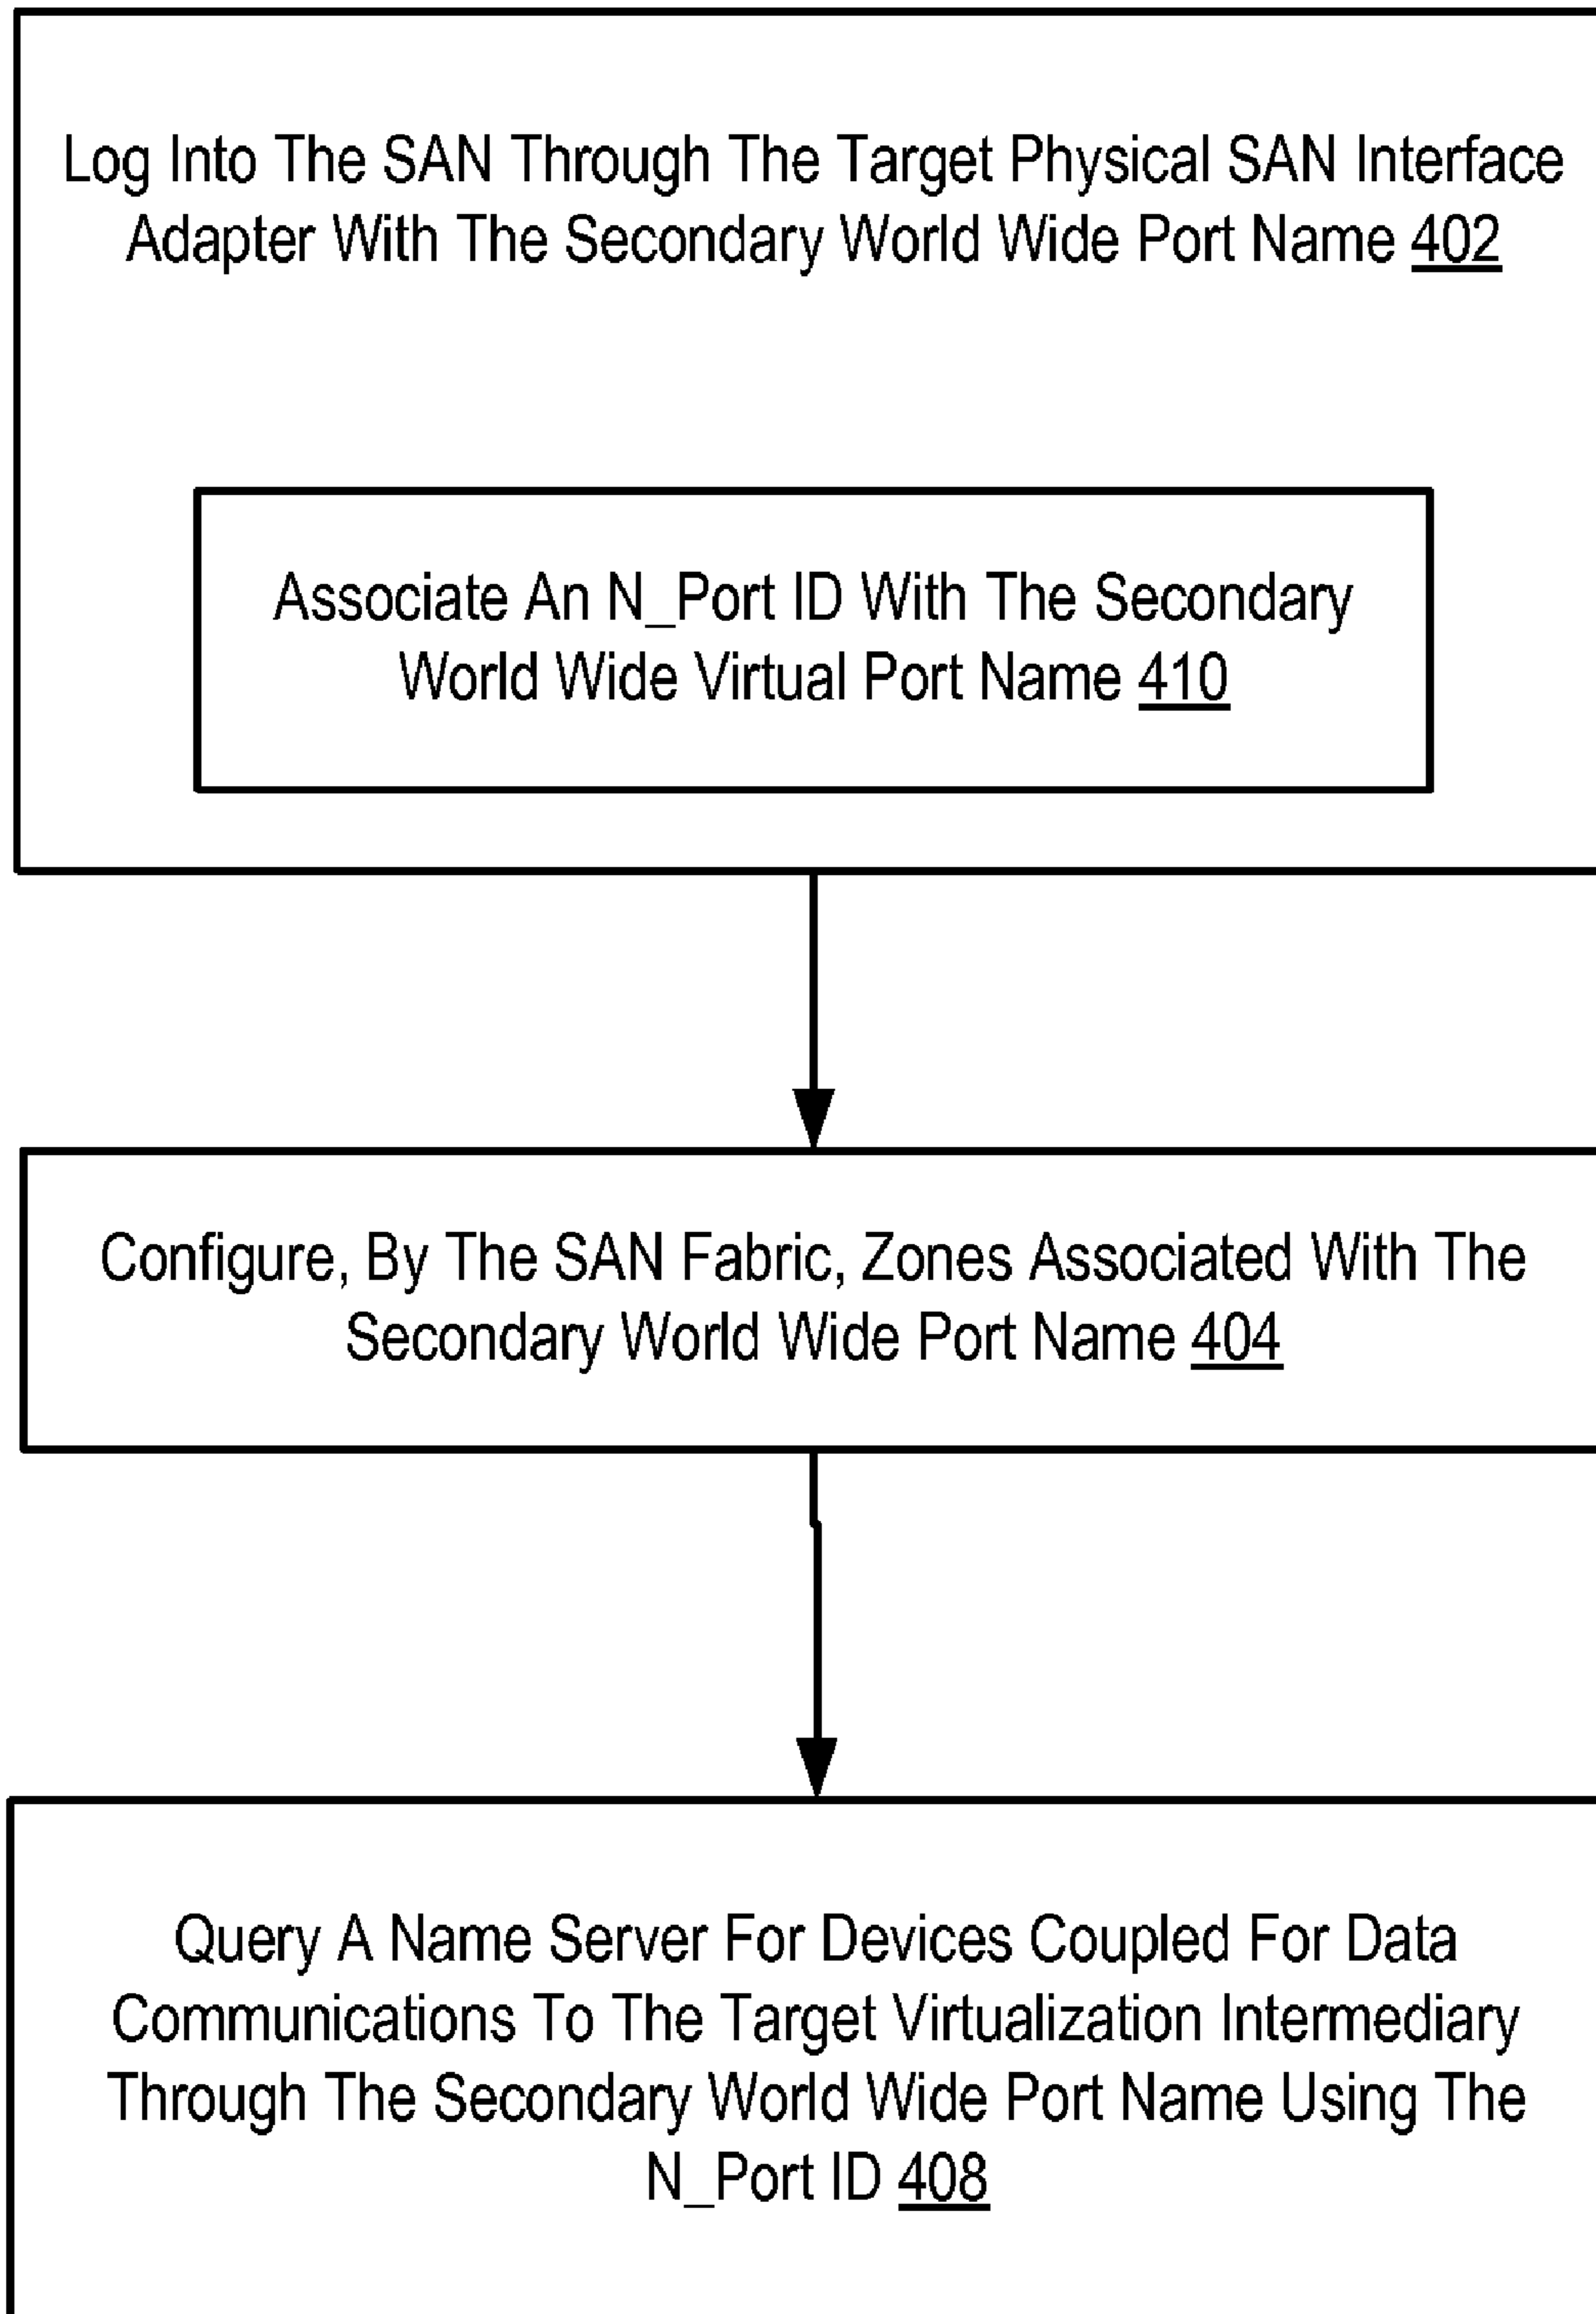 Log Into The SAN Through The Target Physical SAN Interface
Adapter With The Secondary World Wide Port Name 402
Associate An N_Port ID With The Secondary
World Wide Virtual Port Name 410
Configure, By The SAN Fabric, Zones Associated With The
Secondary World Wide Port Name 404
Query A Name Server For Devices Coupled For Data
Communications To The Target Virtualization Intermediary
Through The Secondary World Wide Port Name Using The
N_Port ID 408